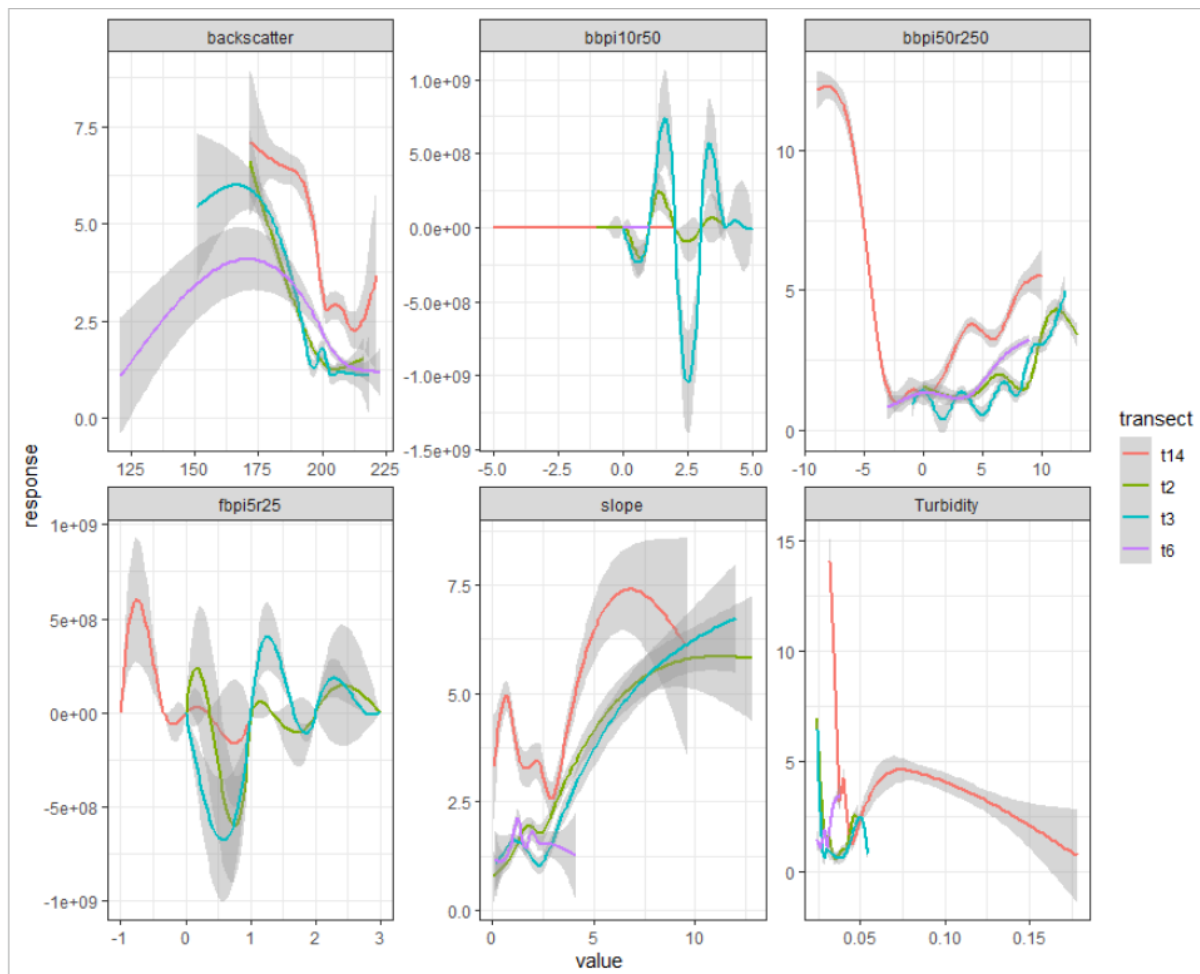 backscatter
bbpi10r50
bbpi50r250
7.5
5.0
2.5
0.0
125 150 175 200 225
1.0e+09
5.0e+08
0.0e+00
-5.0e+08
-1.0e+09
-1.5e+09
-5.0 -2.5 0.0 2.5 5.0
10
5
0
-10 -5 0 5 10
response
fbpi5r25
slope
Turbidity
1e+09
5e+08
0e+00
-5e+08
-1e+09
-1 0 1 2 3
7.5
5.0
2.5
0.0
0 5 10
15
10
5
0
0.05 0.10 0.15
value
transect
t14
t2
t3
t6